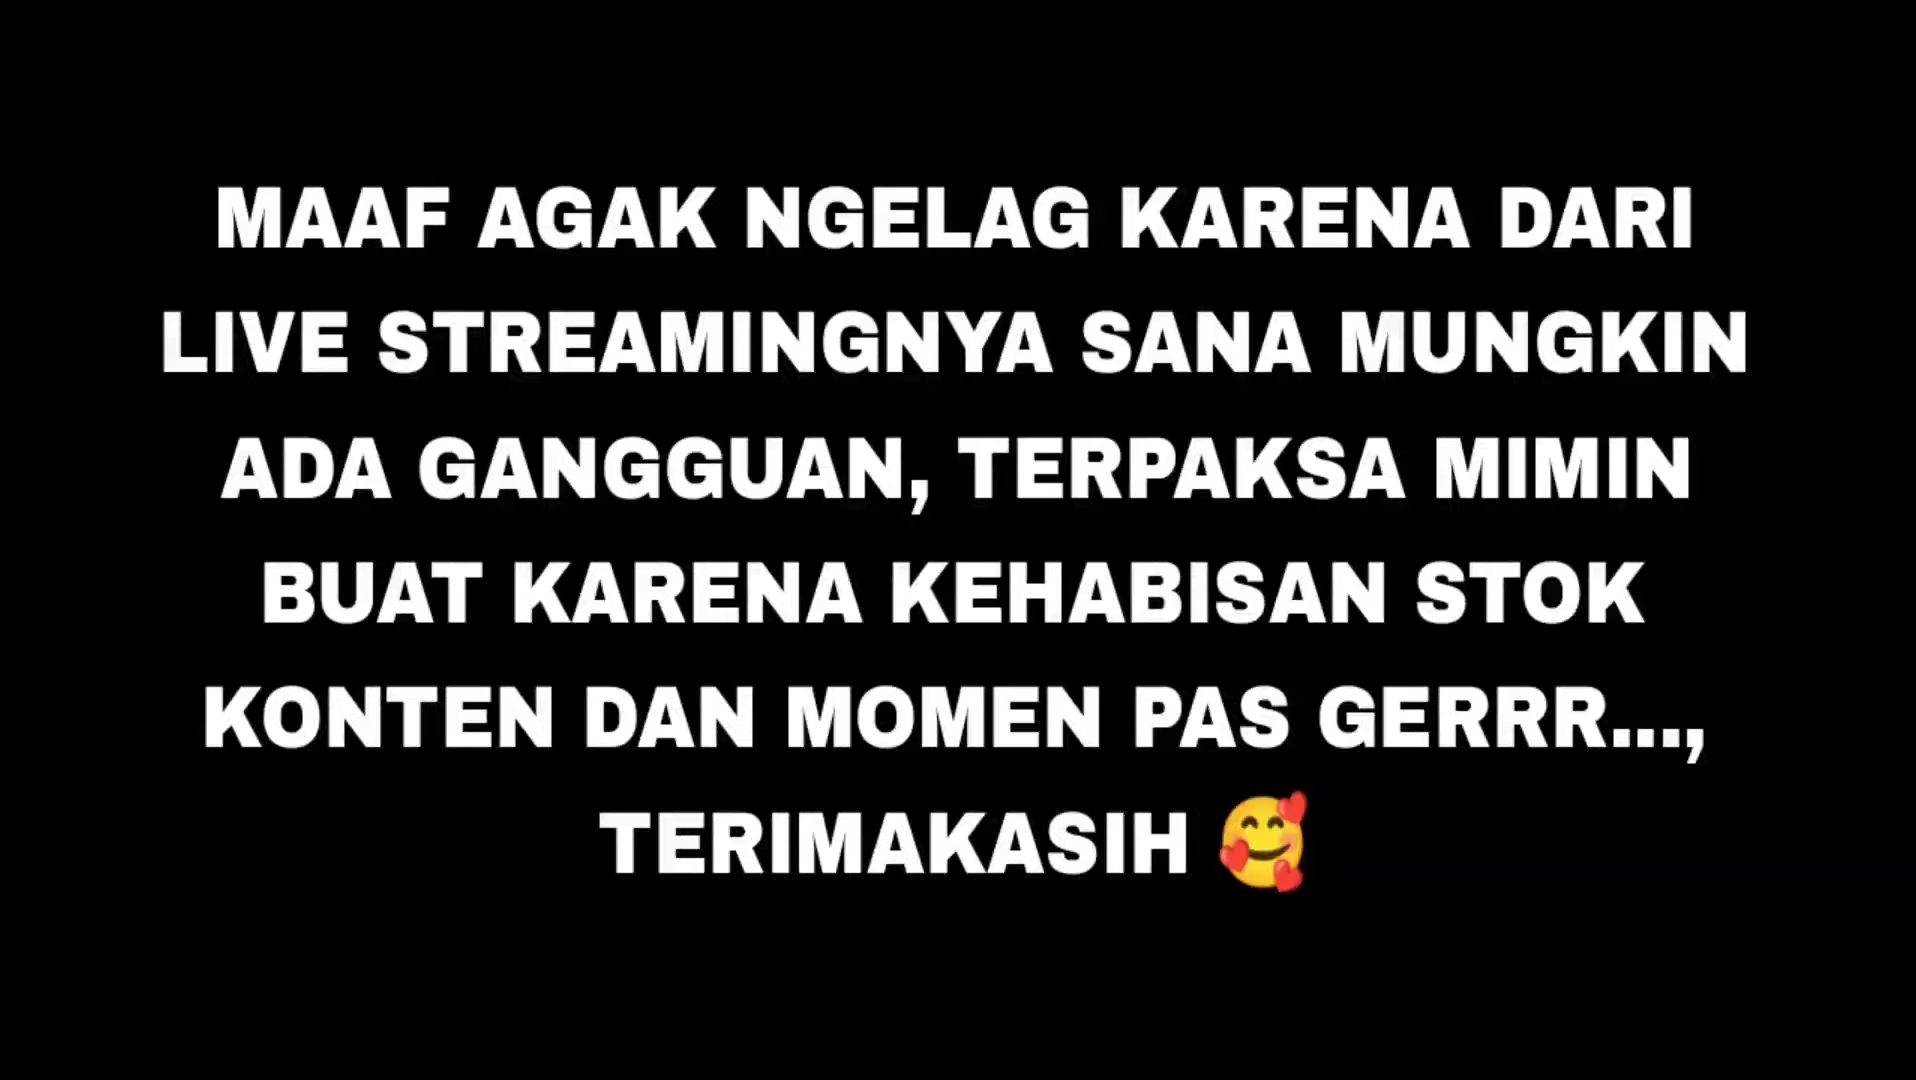 MAAF AGAK NGELAG KARENA DARI
LIVE STREAMINGNYA SANA MUNGKIN
ADA GANGGUAN, TERPAKSA MIMIN
BUAT KARENA KEHABISAN STOK
KONTEN DAN MOMEN PAS GERRR...,
TERIMAKASIH 🥰